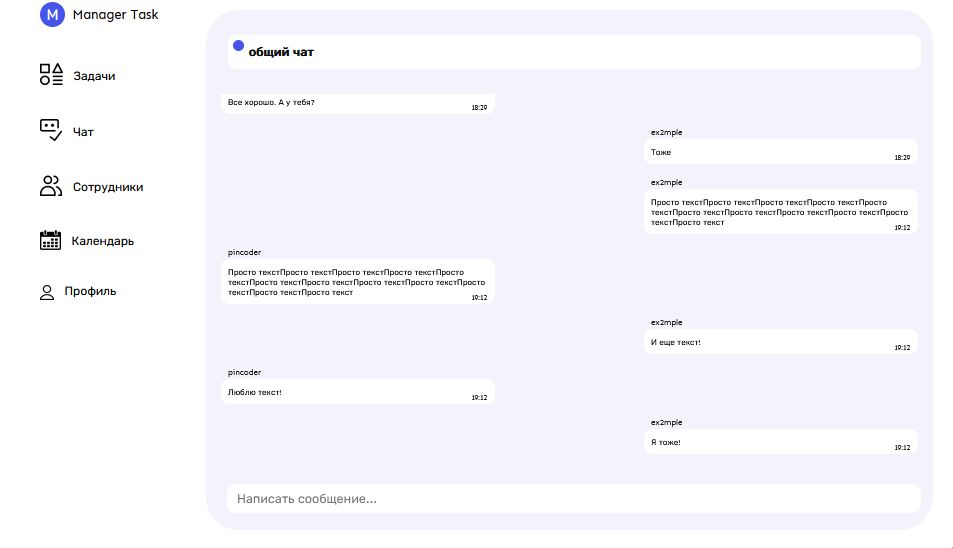 M Manager Task
Задачи
Чат
Сотрудники
Календарь
Профиль
общий чат
Все хорошо. А у тебя?
18:29
ex2mple
Тоже
18:29
ex2mple
Просто текстПросто текстПросто текстПросто текстПросто
текстПросто текстПросто текстПросто текстПросто текстПросто
текстПросто текст
19:12
pincoder
Просто текстПросто текстПросто текстПросто текстПросто
текстПросто текстПросто текстПросто текстПросто текстПросто
текстПросто текстПросто текст
19:12
ex2mple
И еще текст!
19:12
pincoder
Люблю текст!
19:12
ex2mple
Я тоже!
19:12
Написать сообщение...